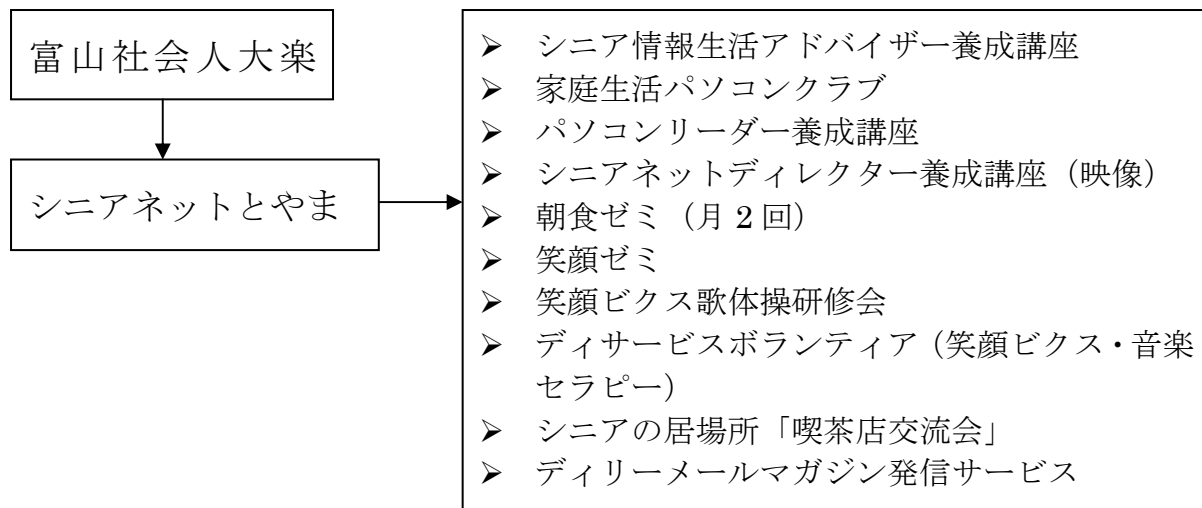 富山社会人大楽
シニアネットとやま
➢ シニア情報生活アドバイザー養成講座
➢ 家庭生活パソコンクラブ
➢ パソコンリーダー養成講座
➢ シニアネットディレクター養成講座（映像）
➢ 朝食ゼミ（月 2 回）
➢ 笑顔ゼミ
➢ 笑顔ビクス歌体操研修会
➢ ディサービスボランティア（笑顔ビクス・音楽
セラピー）
➢ シニアの居場所「喫茶店交流会」
➢ ディリーメールマガジン発信サービス